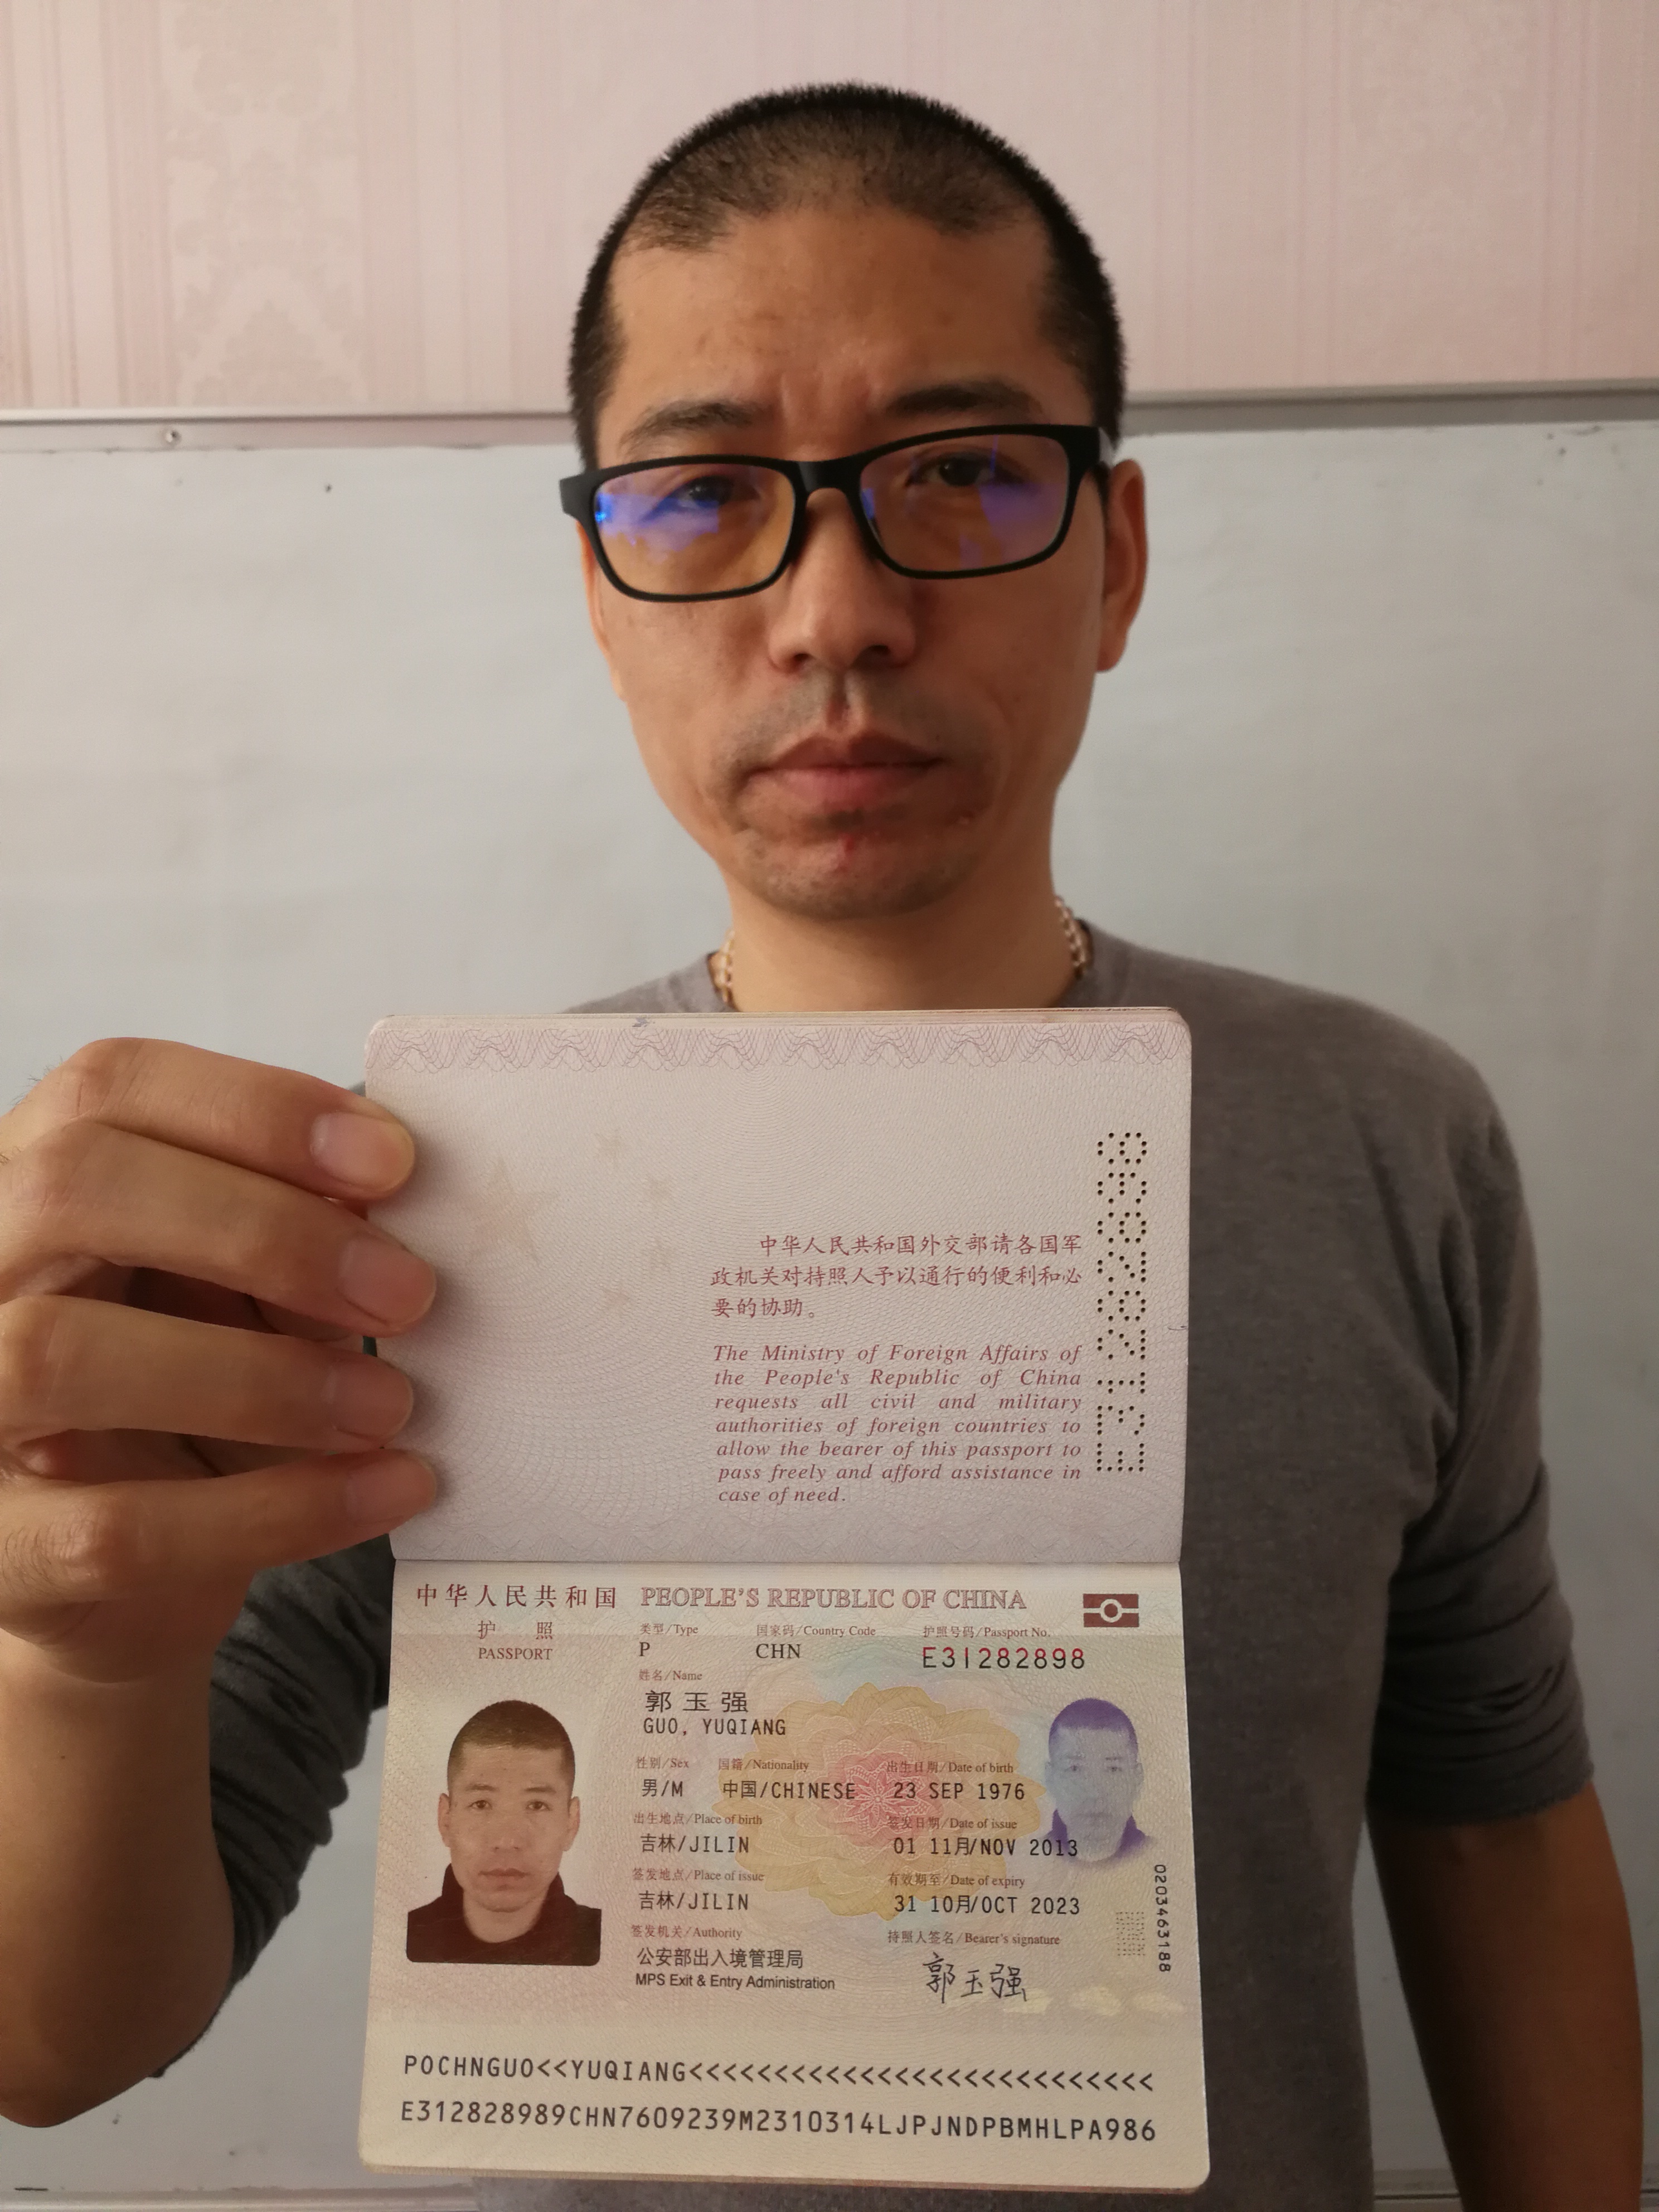 中华人民共和国外交部请各国军
政机关对持照人予以通行的便利和必
要的协助。
The Ministry of Foreign Affairs of
the People's Republic of China
requests all civil and military
authorities of foreign countries to
allow the bearer of this passport to
pass freely and afford assistance in
case of need.
E31282898
中华人民共和国 PEOPLE'S REPUBLIC OF CHINA
护 照
PASSPORT
类型/Type 国家码/Country Code 护照号码/Passport No.
P CHN E31282898
姓名/Name
郭玉强
GUO, YUQIANG
性别/Sex 国籍/Nationality 出生日期/Date of birth
男/M 中国/CHINESE 23 SEP 1976
出生地点/Place of birth 签发日期/Date of issue
吉林/JILIN 01 11月/NOV 2013
签发地点/Place of issue 有效期至/Date of expiry
吉林/JILIN 31 10月/OCT 2023
签发机关/Authority 持照人签名/Bearer's signature
公安部出入境管理局
MPS Exit & Entry Administration
郭玉强
0203463188
POCHNGUO<<YUQIANG<<<<<<<<<<<<<<<<<<<<<<<<<<<
E312828989CHN7609239M2310314LJPJNDPBMHLPA986